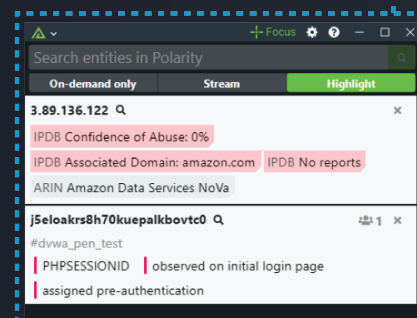 Focus
Search entities in Polarity
On-demand only Stream Highlight
3.89.136.122
IPDB Confidence of Abuse: 0%
IPDB Associated Domain: amazon.com IPDB No reports
ARIN Amazon Data Services NoVa
j5eloakrs8h70kuepalkbovtc0 1
#dvwa_pen_test
PHPSESSIONID observed on initial login page
assigned pre-authentication